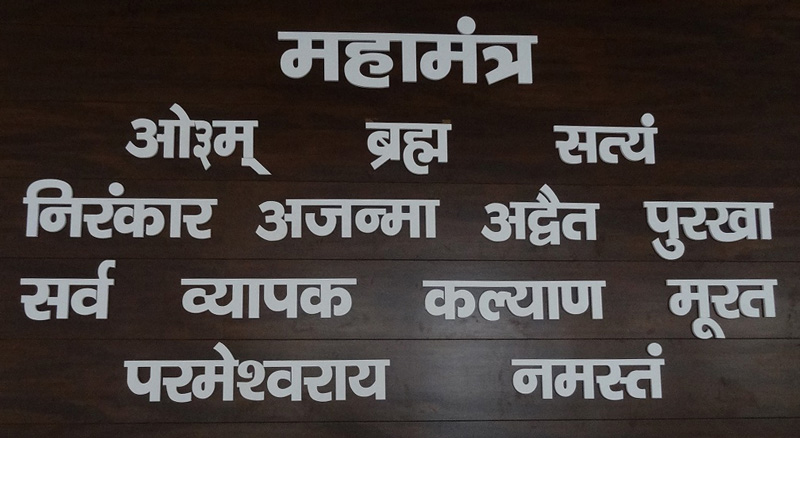 महामंत्र
ओ३म् ब्रह्म सत्यं
निरंकार अजन्मा अद्वैत पुरखा
सर्व व्यापक कल्याण मूरत
परमेश्वराय नमस्तं